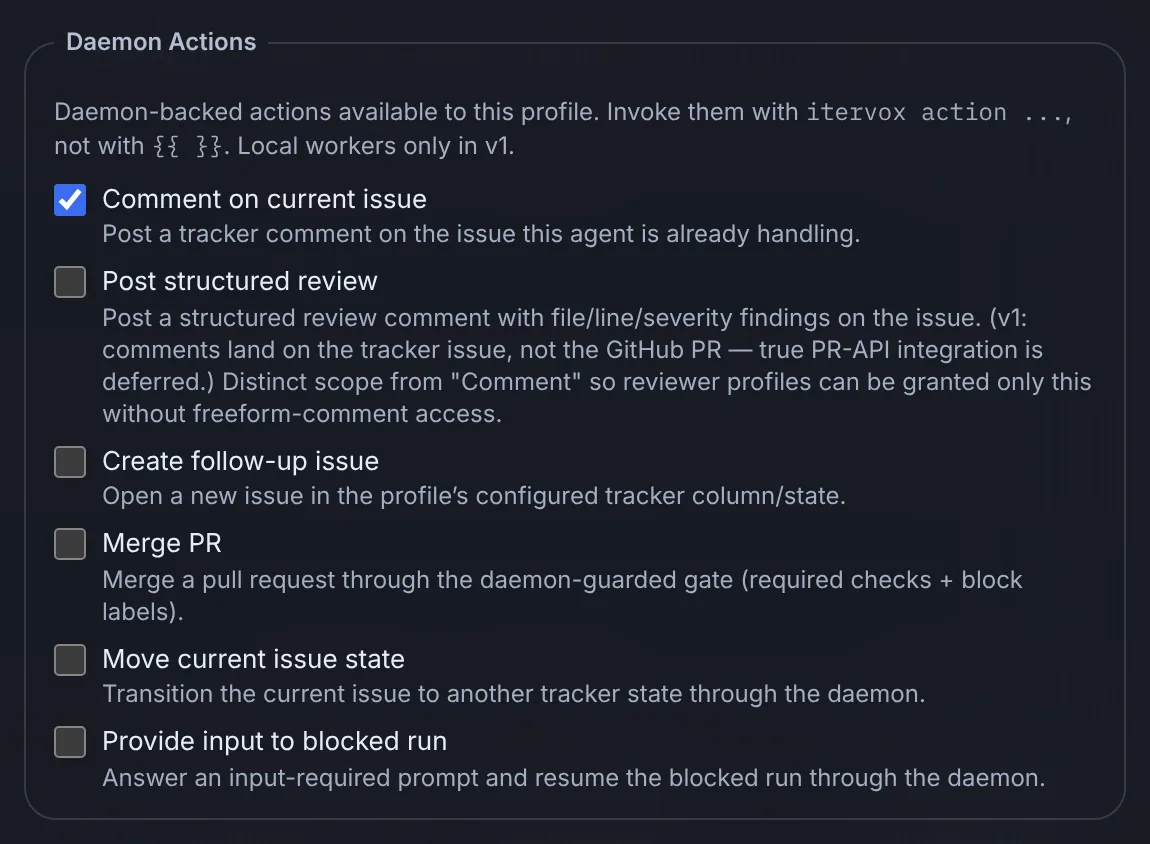 Daemon Actions
Daemon-backed actions available to this profile. Invoke them with itervox action ...,
not with {{ }}. Local workers only in v1.
Comment on current issue
Post a tracker comment on the issue this agent is already handling.
Post structured review
Post a structured review comment with file/line/severity findings on the issue. (v1:
comments land on the tracker issue, not the GitHub PR — true PR-API integration is
deferred.) Distinct scope from "Comment" so reviewer profiles can be granted only this
without freeform-comment access.
Create follow-up issue
Open a new issue in the profile’s configured tracker column/state.
Merge PR
Merge a pull request through the daemon-guarded gate (required checks + block
labels).
Move current issue state
Transition the current issue to another tracker state through the daemon.
Provide input to blocked run
Answer an input-required prompt and resume the blocked run through the daemon.